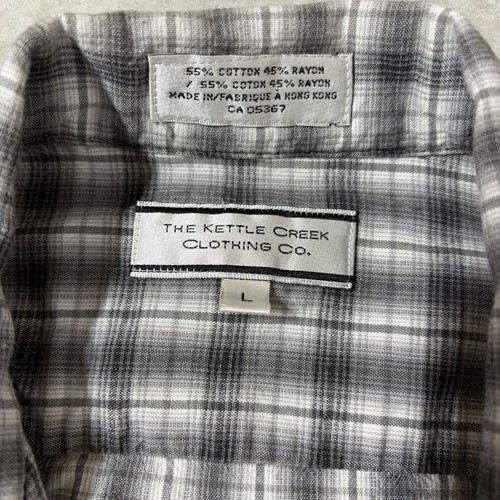 55% COTTON 45% RAYON
/ 55% COTON 45% RAYON
MADE IN/FABRIQUE À HONG KONG
CA 05367
THE KETTLE CREEK
CLOTHING CO.
L